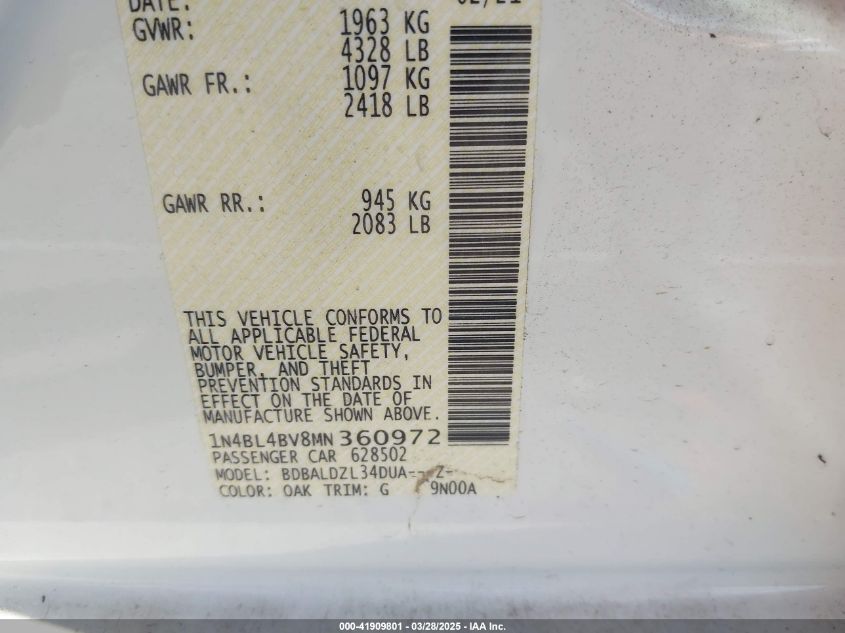 DATE: 02/21
GVWR: 1963 KG
4328 LB
GAWR FR.: 1097 KG
2418 LB
GAWR RR.: 945 KG
2083 LB
THIS VEHICLE CONFORMS TO
ALL APPLICABLE FEDERAL
MOTOR VEHICLE SAFETY,
BUMPER, AND THEFT
PREVENTION STANDARDS IN
EFFECT ON THE DATE OF
MANUFACTURE SHOWN ABOVE.
1N4BL4BV8MN360972
PASSENGER CAR 628502
MODEL: BDBALDZL34DUA---Z-
COLOR: OAK TRIM: G 9N00A
000-41909801 - 03/28/2025 - IAA Inc.